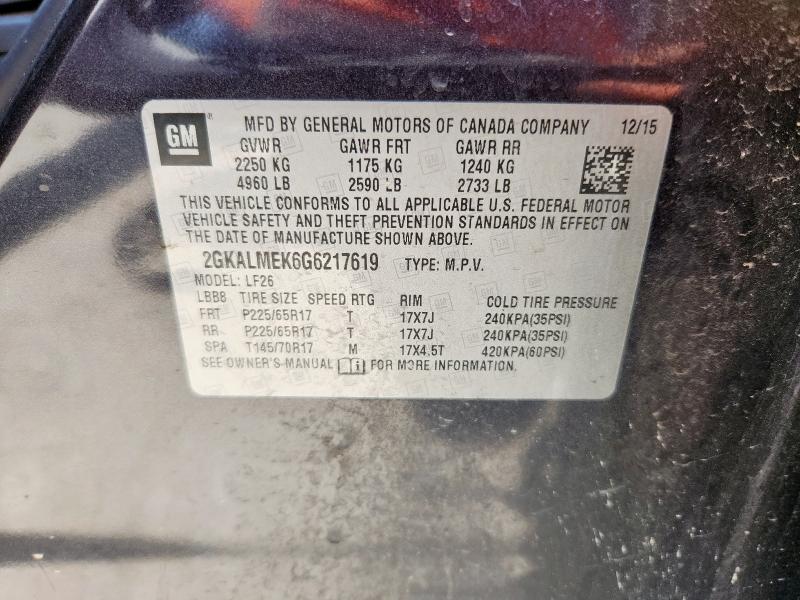 GM ® MFD BY GENERAL MOTORS OF CANADA COMPANY 12/15
GVWR GAWR FRT GAWR RR
2250 KG 1175 KG 1240 KG
4960 LB 2590 LB 2733 LB
THIS VEHICLE CONFORMS TO ALL APPLICABLE U.S. FEDERAL MOTOR
VEHICLE SAFETY AND THEFT PREVENTION STANDARDS IN EFFECT ON
THE DATE OF MANUFACTURE SHOWN ABOVE.
2GKALMEK6G6217619 TYPE: M.P.V.
MODEL: LF26
LBB8 TIRE SIZE SPEED RTG RIM COLD TIRE PRESSURE
FRT P225/65R17 T 17X7J 240KPA(35PSI)
RR P225/65R17 T 17X7J 240KPA(35PSI)
SPA T145/70R17 M 17X4.5T 420KPA(60PSI)
SEE OWNER'S MANUAL FOR MORE INFORMATION.